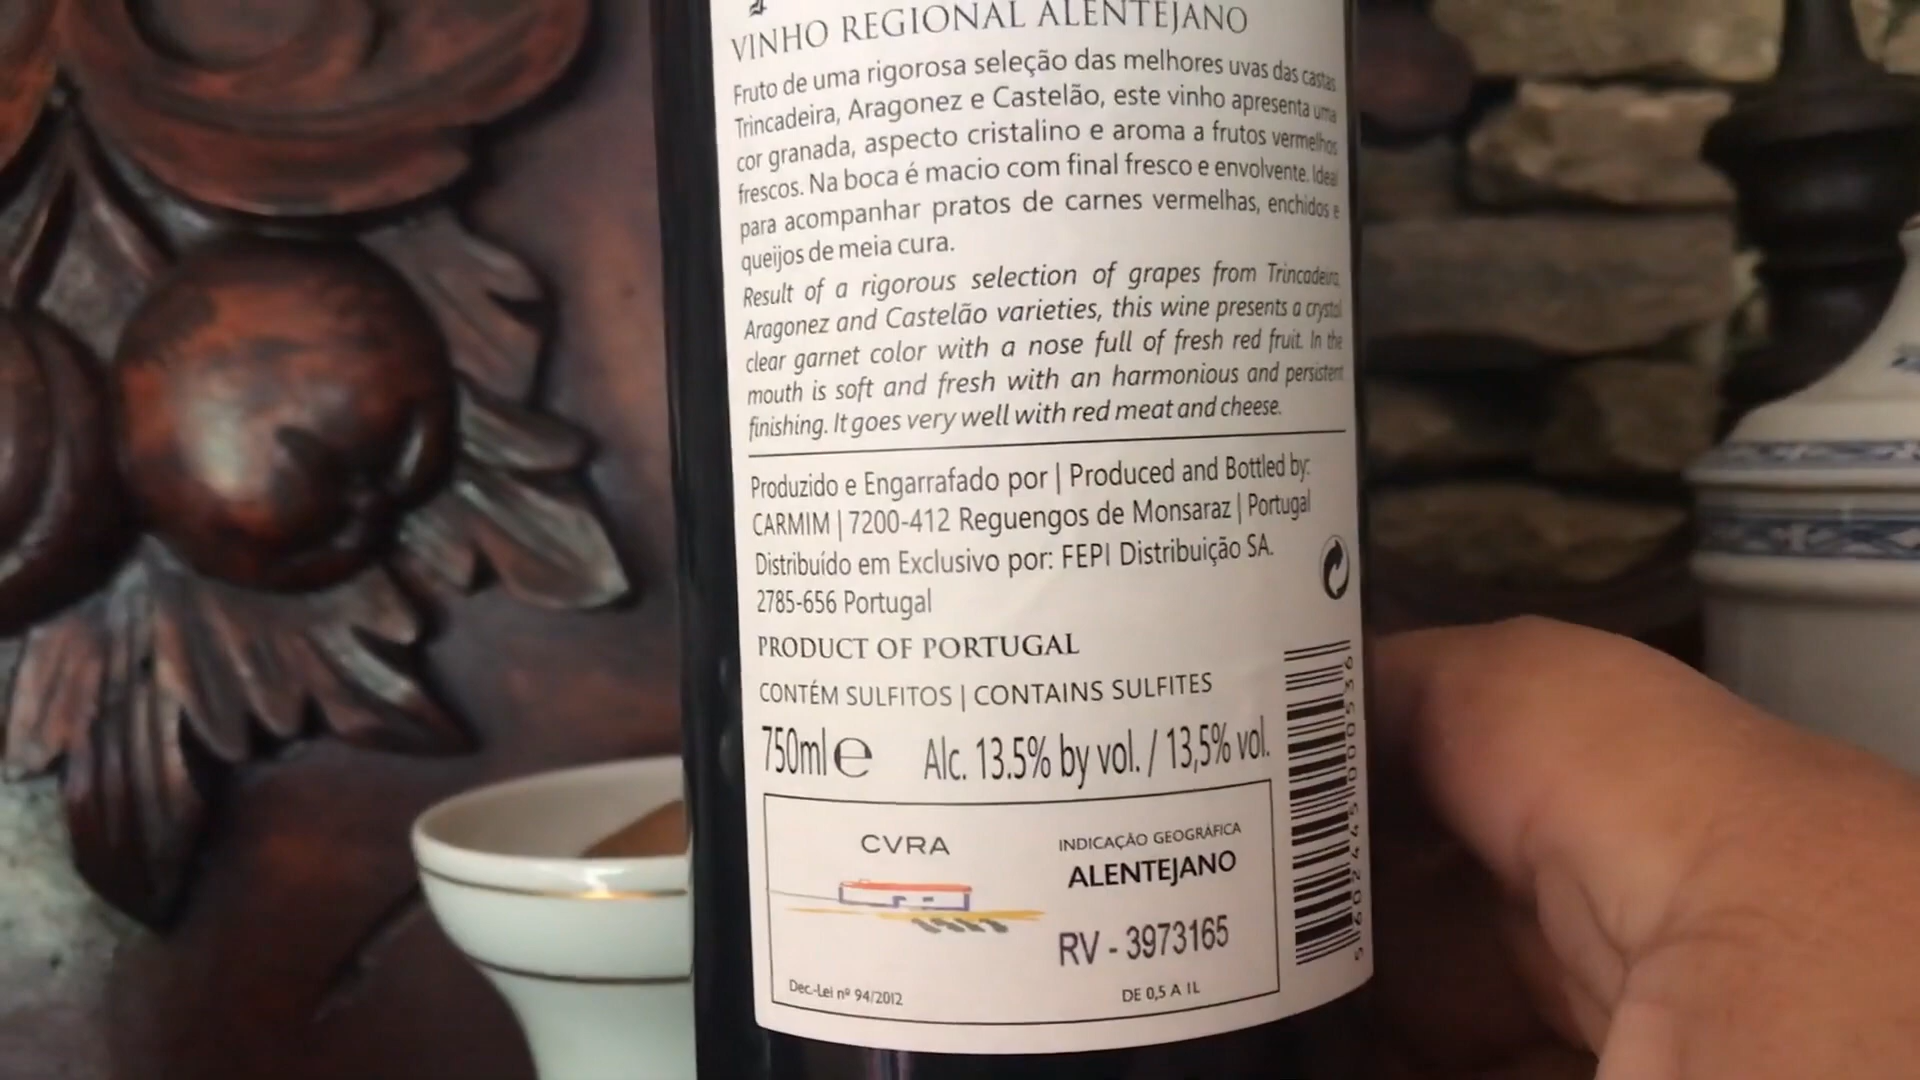 VINHO REGIONAL ALENTEJANO
Fruto de uma rigorosa seleção das melhores uvas das castas
Trincadeira, Aragonez e Castelão, este vinho apresenta uma
cor granada, aspecto cristalino e aroma a frutos vermelhos
frescos. Na boca é macio com final fresco e envolvente. Ideal
para acompanhar pratos de carnes vermelhas, enchidos e
queijos de meia cura.
Result of a rigorous selection of grapes from Trincadeira,
Aragonez and Castelão varieties, this wine presents a crystal
clear garnet color with a nose full of fresh red fruit. In the
mouth is soft and fresh with an harmonious and persistent
finishing. It goes very well with red meat and cheese.
Produzido e Engarrafado por | Produced and Bottled by:
CARMIM | 7200-412 Reguengos de Monsaraz | Portugal
Distribuído em Exclusivo por: FEPI Distribuição SA.
2785-656 Portugal
PRODUCT OF PORTUGAL
CONTÉM SULFITOS | CONTAINS SULFITES
750ml e Alc. 13.5% by vol. / 13,5% vol.
CVRA
INDICAÇÃO GEOGRÁFICA
ALENTEJANO
RV - 3973165
Dec.-Lei nº 94/2012
DE 0,5 A 1L
5 602445 000536